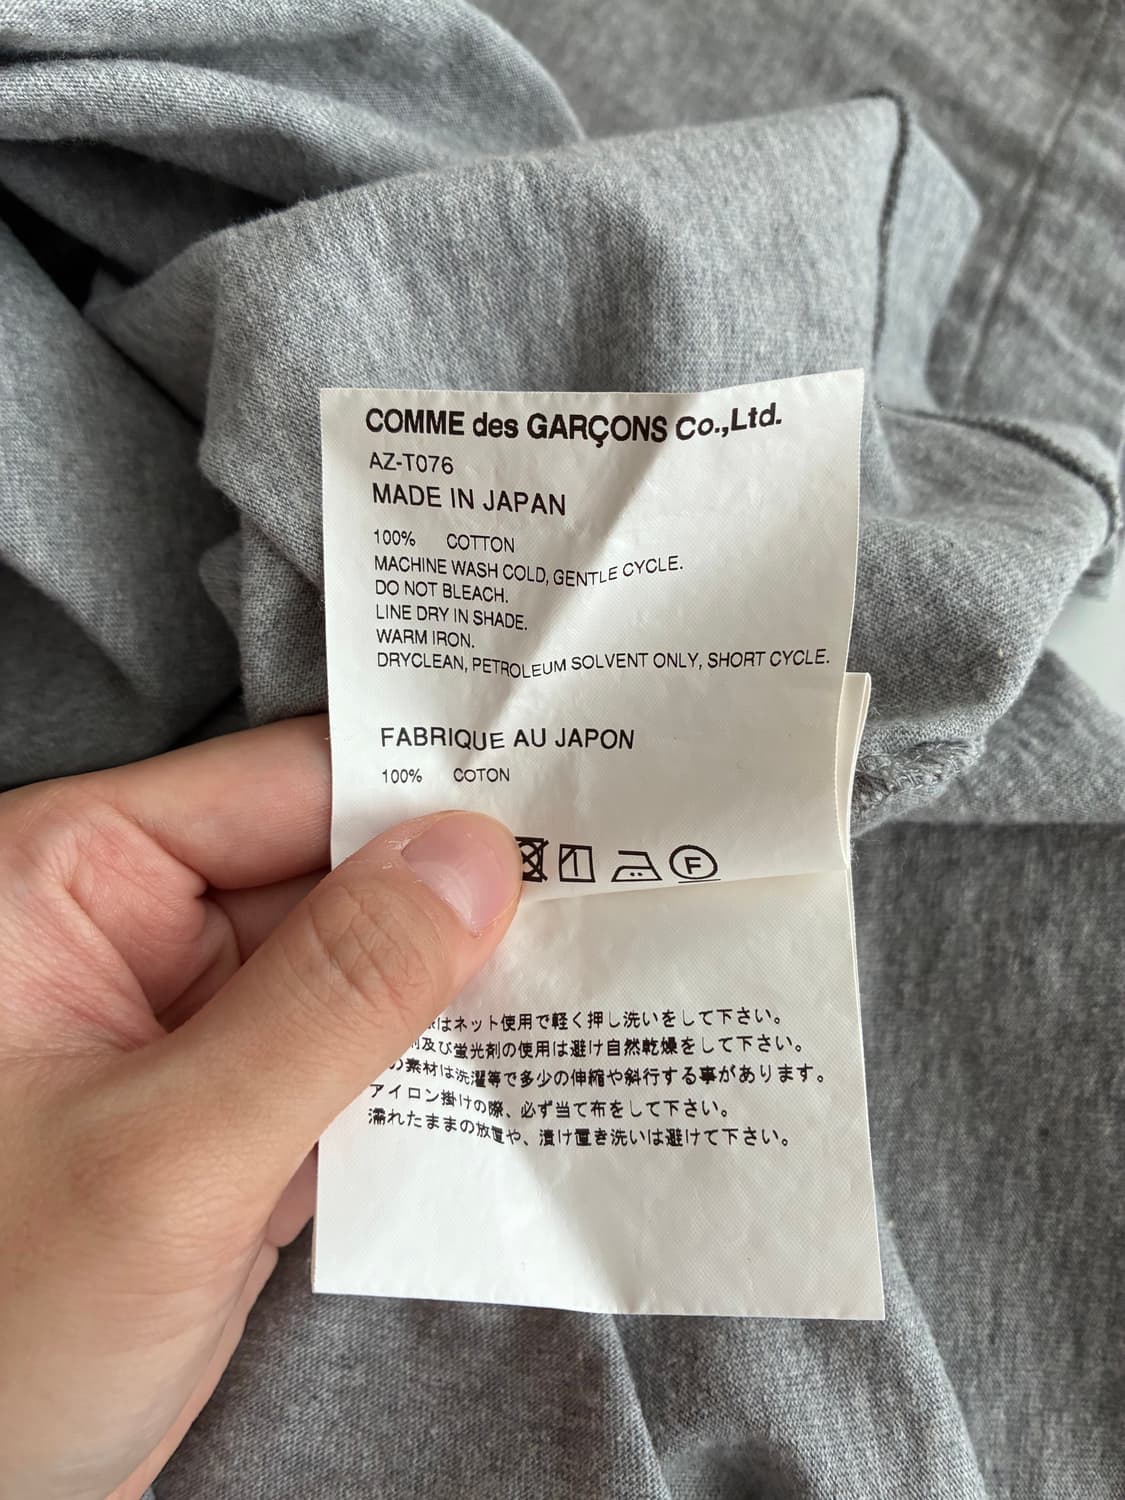 COMME des GARÇONS Co.,Ltd.
AZ-T076
MADE IN JAPAN
100% COTTON
MACHINE WASH COLD, GENTLE CYCLE.
DO NOT BLEACH.
LINE DRY IN SHADE.
WARM IRON.
DRYCLEAN, PETROLEUM SOLVENT ONLY, SHORT CYCLE.
FABRIQUE AU JAPON
100% COTON
F
はネット使用で軽く押し洗いをして下さい。
及び蛍光剤の使用は避け自然乾燥をして下さい。
の素材は洗濯等で多少の伸縮や斜行する事があります。
アイロン掛けの際、必ず当て布をして下さい。
濡れたままの放置や、漬け置き洗いは避けて下さい。